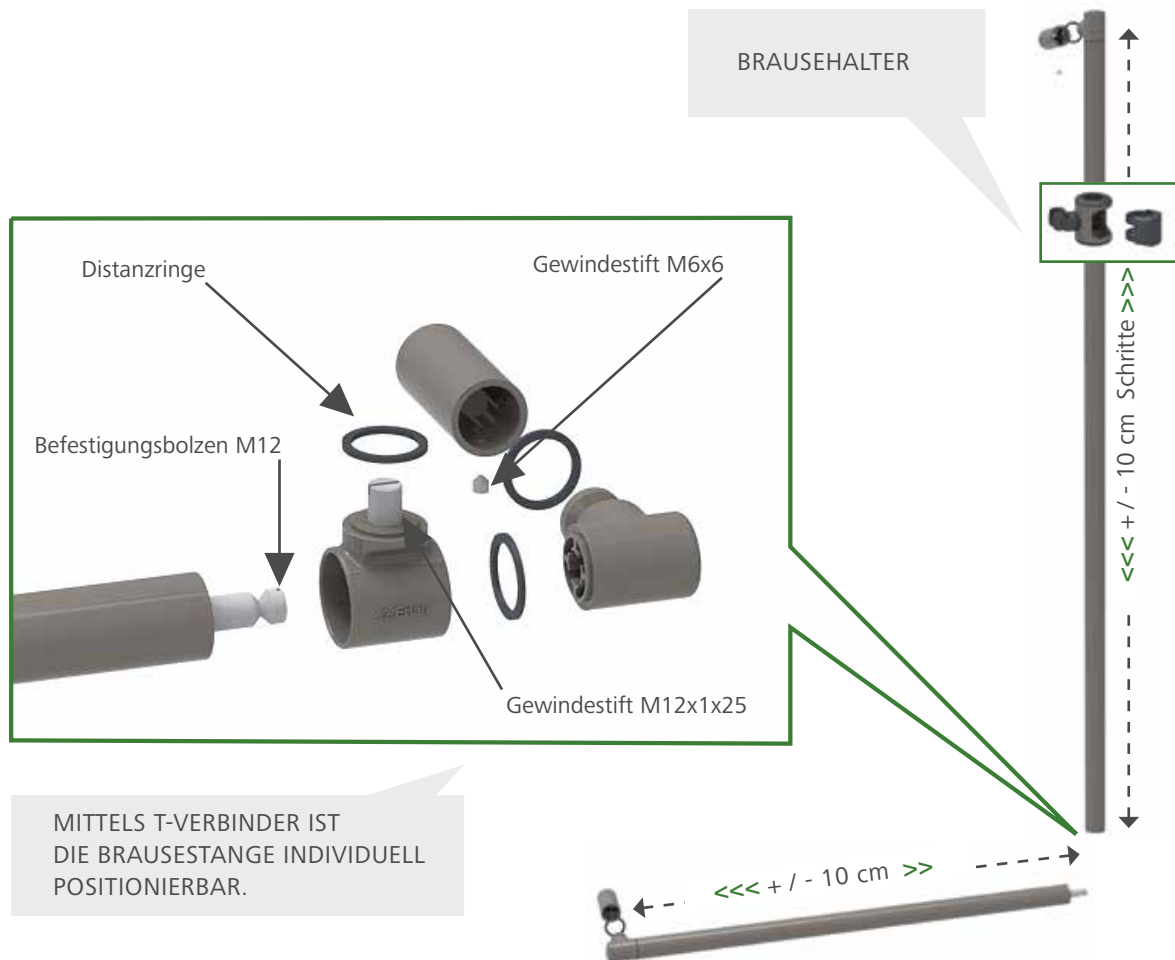 BRAUSEHALTER
Distanzringe
Gewindestift M6x6
Befestigungsbolzen M12
Gewindestift M12x1x25
<<< + / - 10 cm Schritte >>>
MITTELS T-VERBINDER IST
DIE BRAUSESTANGE INDIVIDUELL
POSITIONIERBAR.
<<< + / - 10 cm >>